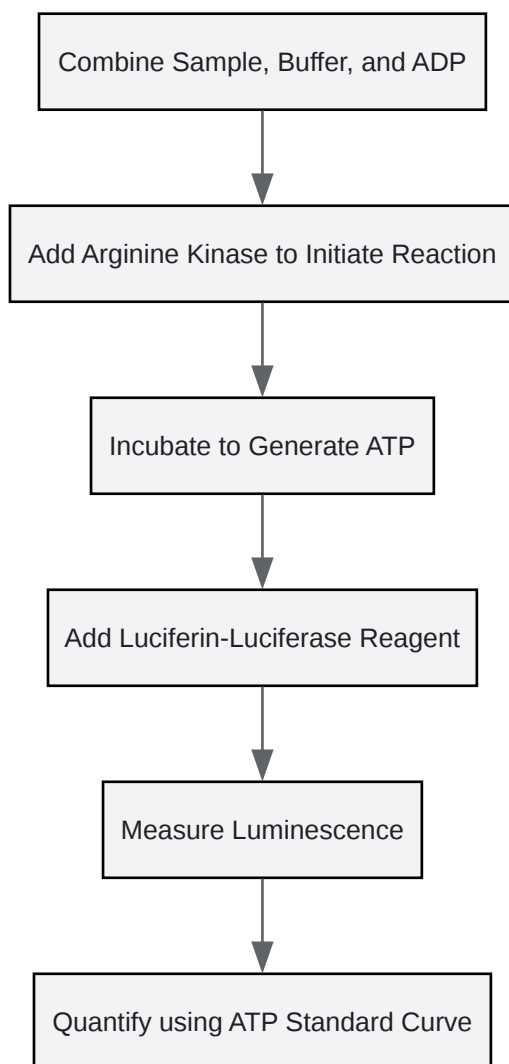 Combine Sample, Buffer, and ADP
Add Arginine Kinase to Initiate Reaction
Incubate to Generate ATP
Add Luciferin-Luciferase Reagent
Measure Luminescence
Quantify using ATP Standard Curve